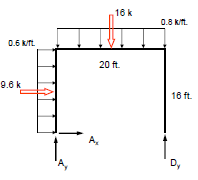 16 k
0.8 k/ft.
0.6 k/ft.
20 ft.
9.6 k
16 ft.
Ax
Ay
Dy